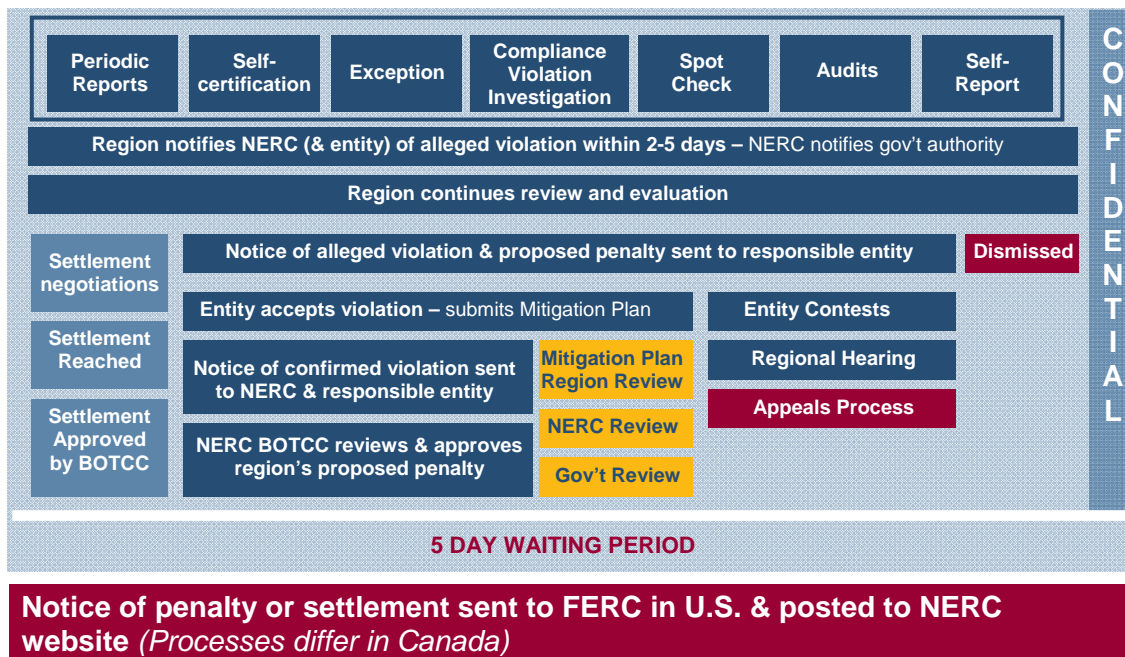 Periodic
Reports
Self-
certification
Exception
Compliance
Violation
Investigation
Spot
Check
Audits
Self-
Report
Region notifies NERC (& entity) of alleged violation within 2-5 days – NERC notifies gov’t authority
Region continues review and evaluation
Settlement
negotiations
Notice of alleged violation & proposed penalty sent to responsible entity
Dismissed
Entity accepts violation – submits Mitigation Plan
Entity Contests
Settlement
Reached
Notice of confirmed violation sent
to NERC & responsible entity
Mitigation Plan
Region Review
Regional Hearing
Appeals Process
Settlement
Approved
by BOTCC
NERC BOTCC reviews & approves
region’s proposed penalty
NERC Review
Gov’t Review
CONFIDENTIAL
5 DAY WAITING PERIOD
Notice of penalty or settlement sent to FERC in U.S. & posted to NERC
website (Processes differ in Canada)